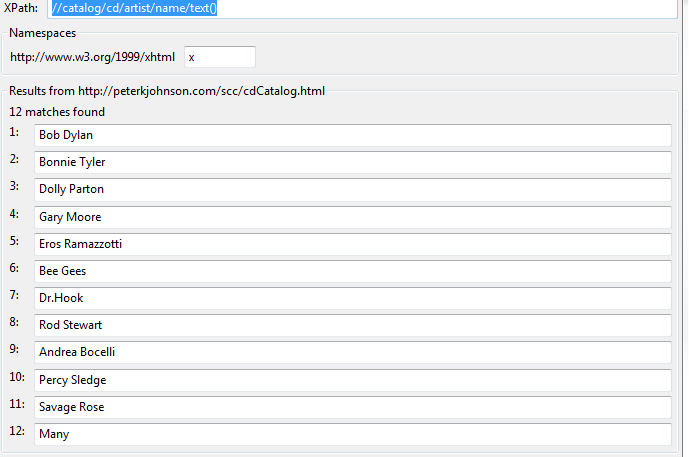 XPath: //catalog/cd/artist/name/text()
Namespaces
http://www.w3.org/1999/xhtml x
Results from http://peterkjohnson.com/scc/cdCatalog.html
12 matches found
1: Bob Dylan
2: Bonnie Tyler
3: Dolly Parton
4: Gary Moore
5: Eros Ramazzotti
6: Bee Gees
7: Dr.Hook
8: Rod Stewart
9: Andrea Bocelli
10: Percy Sledge
11: Savage Rose
12: Many